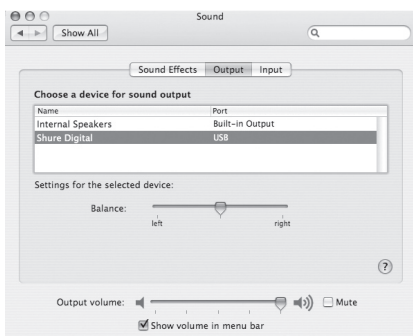 Sound
Show All
Sound Effects Output Input
Choose a device for sound output
Name Port
Internal Speakers Built-in Output
Shure Digital USB
Settings for the selected device:
Balance:
left right
?
Output volume: Mute
Show volume in menu bar